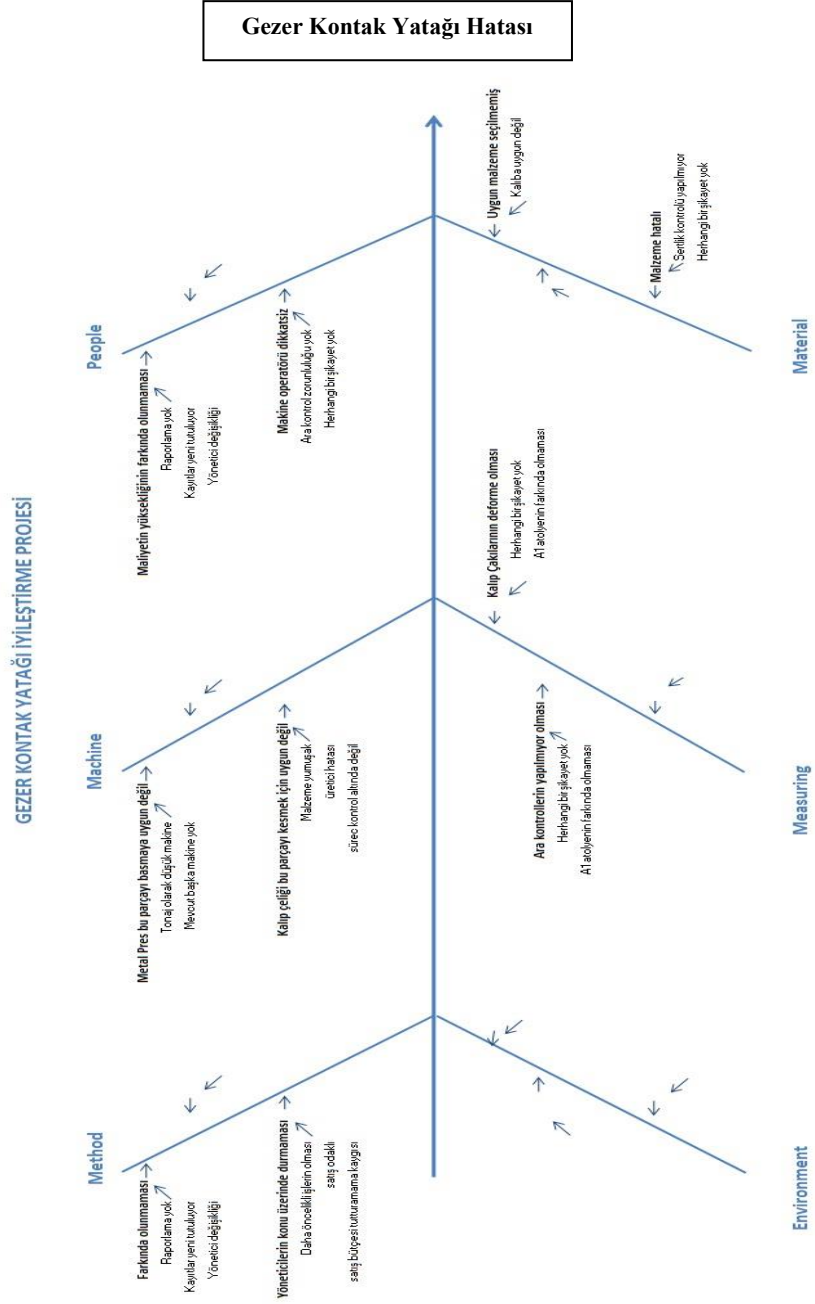 Gezer Kontak Yatağı Hatası
GEZER KONTAK YATAĞI İYİLEŞTİRME PROJESİ
Method
Farkında olunmaması
Raporlama yok
Kayıtlar yeni tutuluyor
Yönetici değişikliği
Yöneticilerin konu üzerinde durmaması
Daha öncelikli işlerin olması
satış odaklı
satış bütçesi tutturamama kaygısı
Machine
Metal Pres bu parçayı basmaya uygun değil
Tonaj olarak düşük makine
Mevcut başka makine yok
Kalıp çeliği bu parçayı kesmek için uygun değil
Malzeme yumuşak
üretici hatası
sürec kontrol altında değil
People
Maliyetin yüksekliğinin farkında olunmaması
Raporlama yok
Kayıtlar yeni tutuluyor
Yönetici değişikliği
Makine operatörü dikkatsiz
Ara kontrol zorunluluğu yok
Herhangi bir şikayet yok
Environment
Measuring
Kalıp Çakılarının deforme olması
Herhangi bir şikayet yok
A1 atolyenin farkında olmaması
Ara kontrollerin yapılmıyor olması
Herhangi bir şikayet yok
A1 atolyenin farkında olmaması
Material
Uygun malzeme seçilmemiş
Kalıba uygun değil
Malzeme hatalı
Sertlik kontrolü yapılmıyor
Herhangi bir şikayet yok